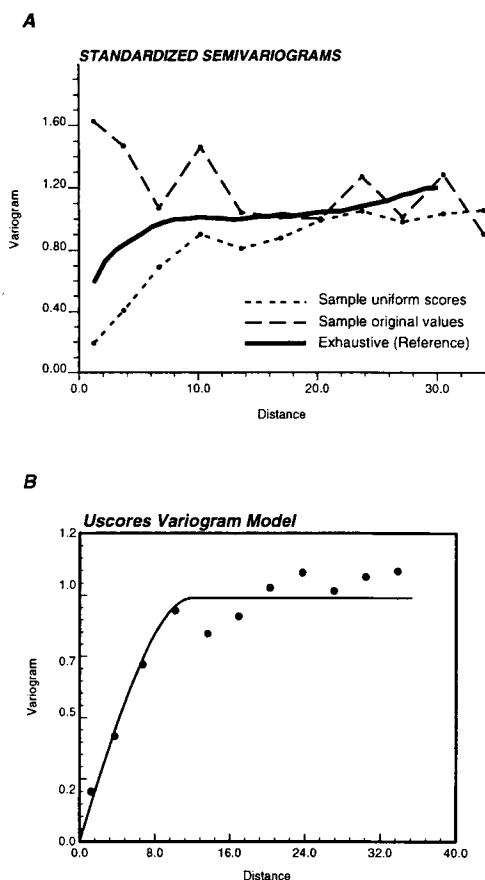 A
STANDARDIZED SEMIVARIOGRAMS
1.60
1.20
0.80
0.40
0.00
Variogram
Sample uniform scores
Sample original values
Exhaustive (Reference)
0.0 10.0 20.0 30.0
Distance
B
Uscores Variogram Model
1.2
1.0
0.7
0.5
0.2
0.0
Variogram
0.0 8.0 16.0 24.0 32.0 40.0
Distance